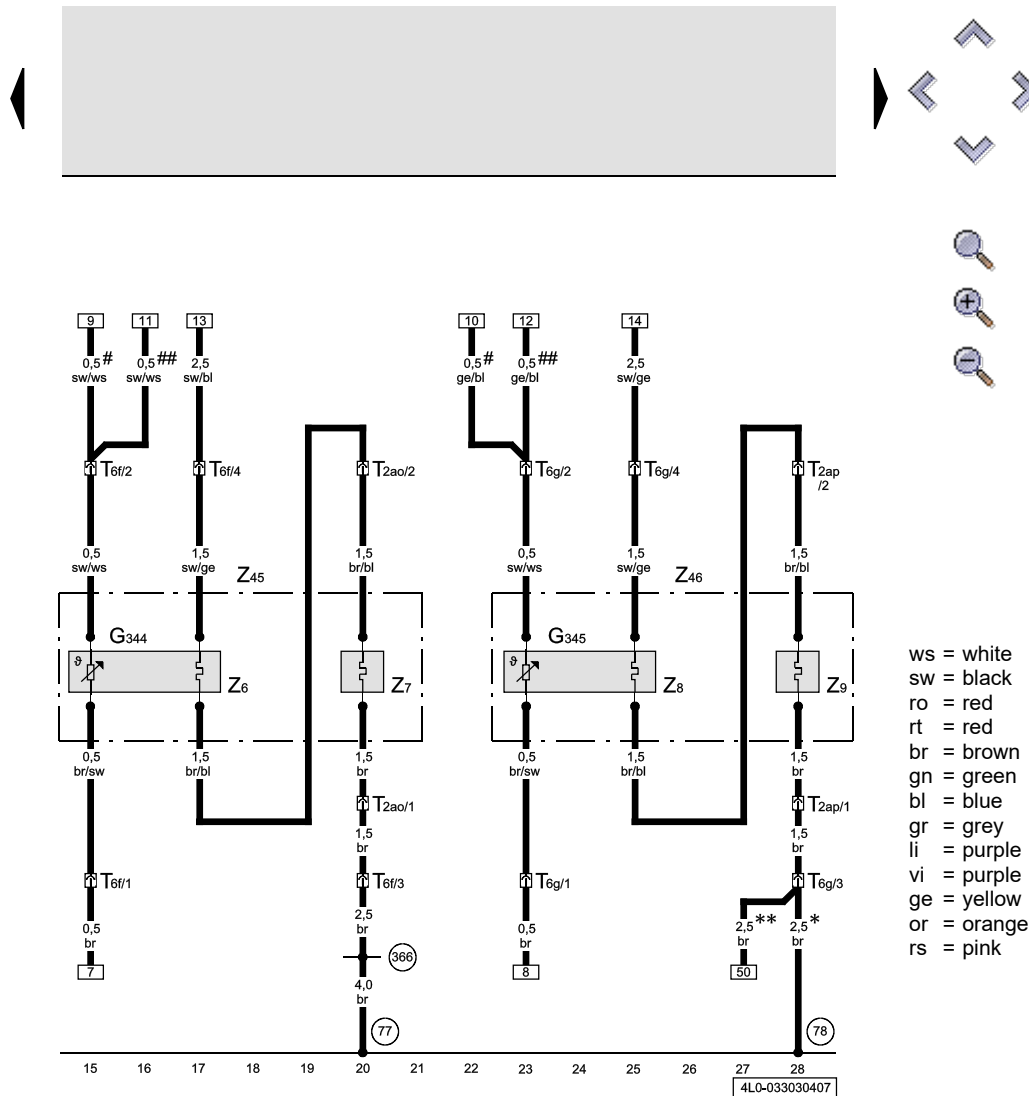 9 11 13 10 12 14
0,5 # 0,5 ## 2,5 0,5 # 0,5 ## 2,5
sw/ws sw/ws sw/bl ge/bl ge/bl sw/ge
T6f/2 T6f/4 T2ao/2 T6g/2 T6g/4 T2ap
/2
0,5 1,5 1,5 0,5 1,5 1,5
sw/ws sw/ge br/bl sw/ws sw/ge br/bl
Z45 Z46
G344 G345
ϑ ϑ
Z6 Z7 Z8 Z9
0,5 1,5 1,5 0,5 1,5 1,5
br/sw br/bl br br/sw br/bl br
T2ao/1 T2ap/1
1,5 1,5
br br
T6f/1 T6f/3 T6g/1 T6g/3
0,5 2,5 0,5 2,5 ** 2,5 *
br br br br br
366
7 8 50
4,0
br
77 78
15 16 17 18 19 20 21 22 23 24 25 26 27 28
4L0-033030407
ws = white
sw = black
ro = red
rt = red
br = brown
gn = green
bl = blue
gr = grey
li = purple
vi = purple
ge = yellow
or = orange
rs = pink